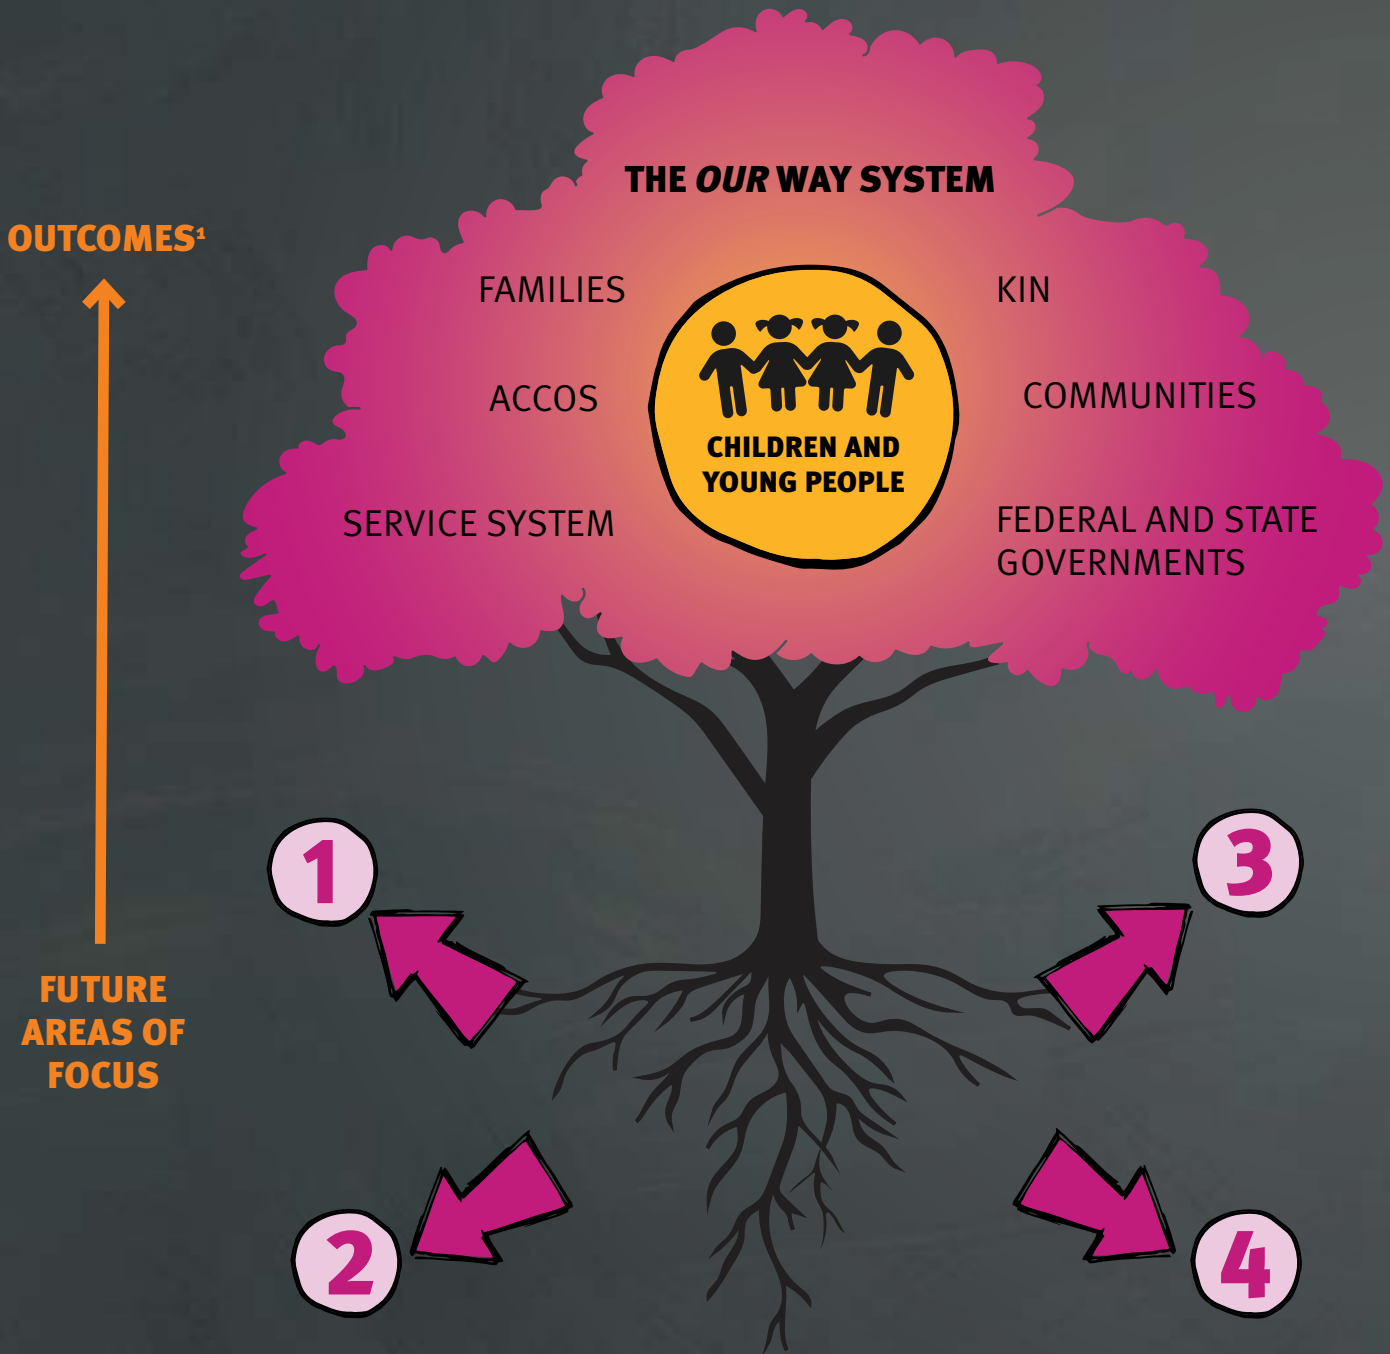 THE OUR WAY SYSTEM
OUTCOMES¹
FAMILIES
KIN
ACCOS
COMMUNITIES
CHILDREN AND
YOUNG PEOPLE
SERVICE SYSTEM
FEDERAL AND STATE
GOVERNMENTS
1
3
FUTURE
AREAS OF
FOCUS
2
4